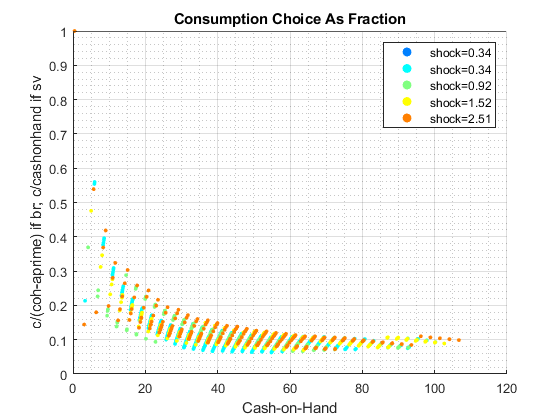 Consumption Choice As Fraction
c/(coh-aprime) if br, c/cashonhand if sv
1
0.9
0.8
0.7
0.6
0.5
0.4
0.3
0.2
0.1
0
shock=0.34
shock=0.34
shock=0.92
shock=1.52
shock=2.51
0 20 40 60 80 100 120
Cash-on-Hand